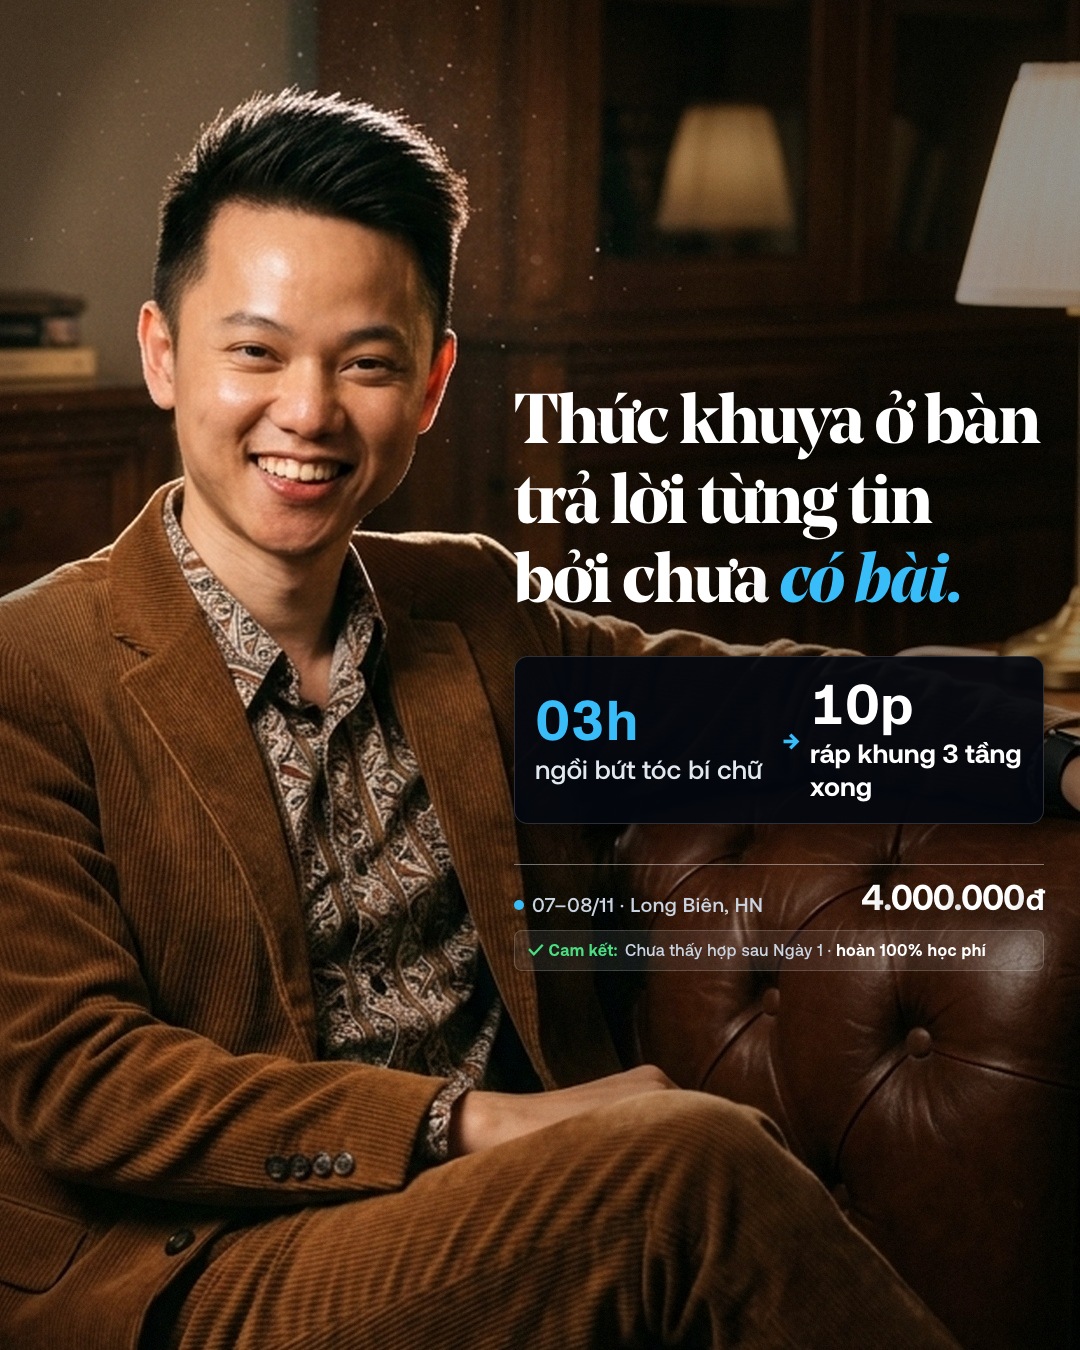 Thức khuya ở bàn
trả lời từng tin
bởi chưa có bài.
03h
ngồi bứt tóc bí chữ
→
10p
ráp khung 3 tầng
xong
07–08/11 · Long Biên, HN
4.000.000đ
✓ Cam kết: Chưa thấy hợp sau Ngày 1 · hoàn 100% học phí